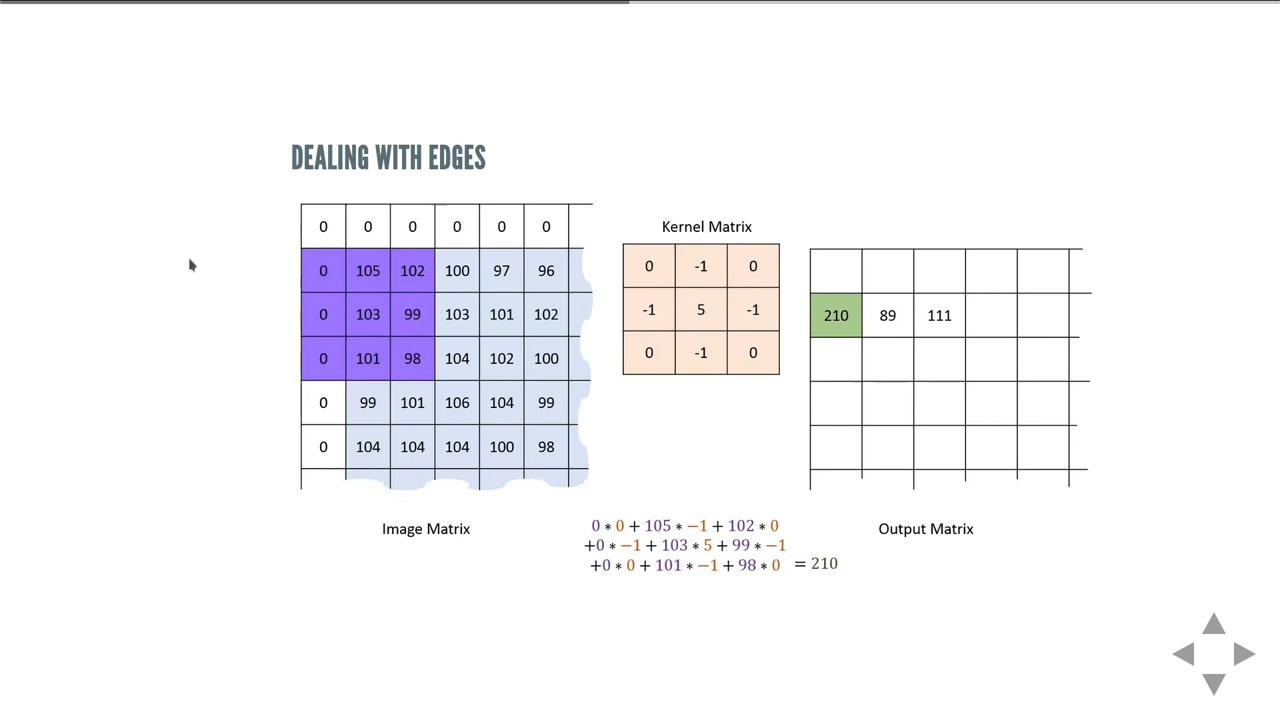 DEALING WITH EDGES
Kernel Matrix
0 0 0 0 0 0
0 105 102 100 97 96
0 103 99 103 101 102
0 101 98 104 102 100
0 99 101 106 104 99
0 104 104 104 100 98
0 -1 0
-1 5 -1
0 -1 0
210 89 111
Image Matrix
Output Matrix
0 * 0 + 105 * −1 + 102 * 0
+0 * −1 + 103 * 5 + 99 * −1
+0 * 0 + 101 * −1 + 98 * 0 = 210